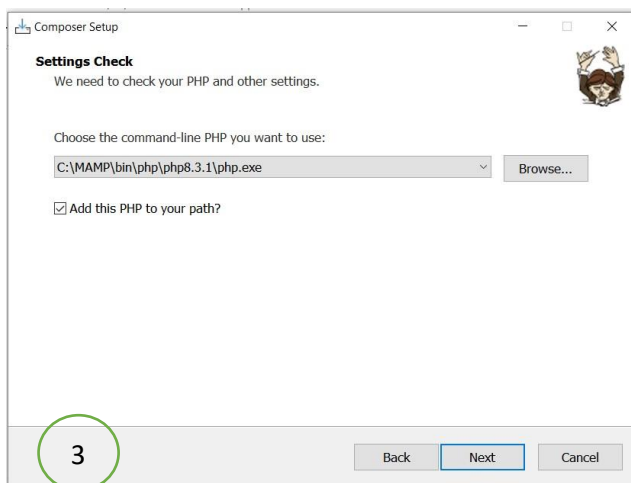 Composer Setup
Settings Check
We need to check your PHP and other settings.
Choose the command-line PHP you want to use:
C:\MAMP\bin\php\php8.3.1\php.exe
Browse...
Add this PHP to your path?
3
Back Next Cancel